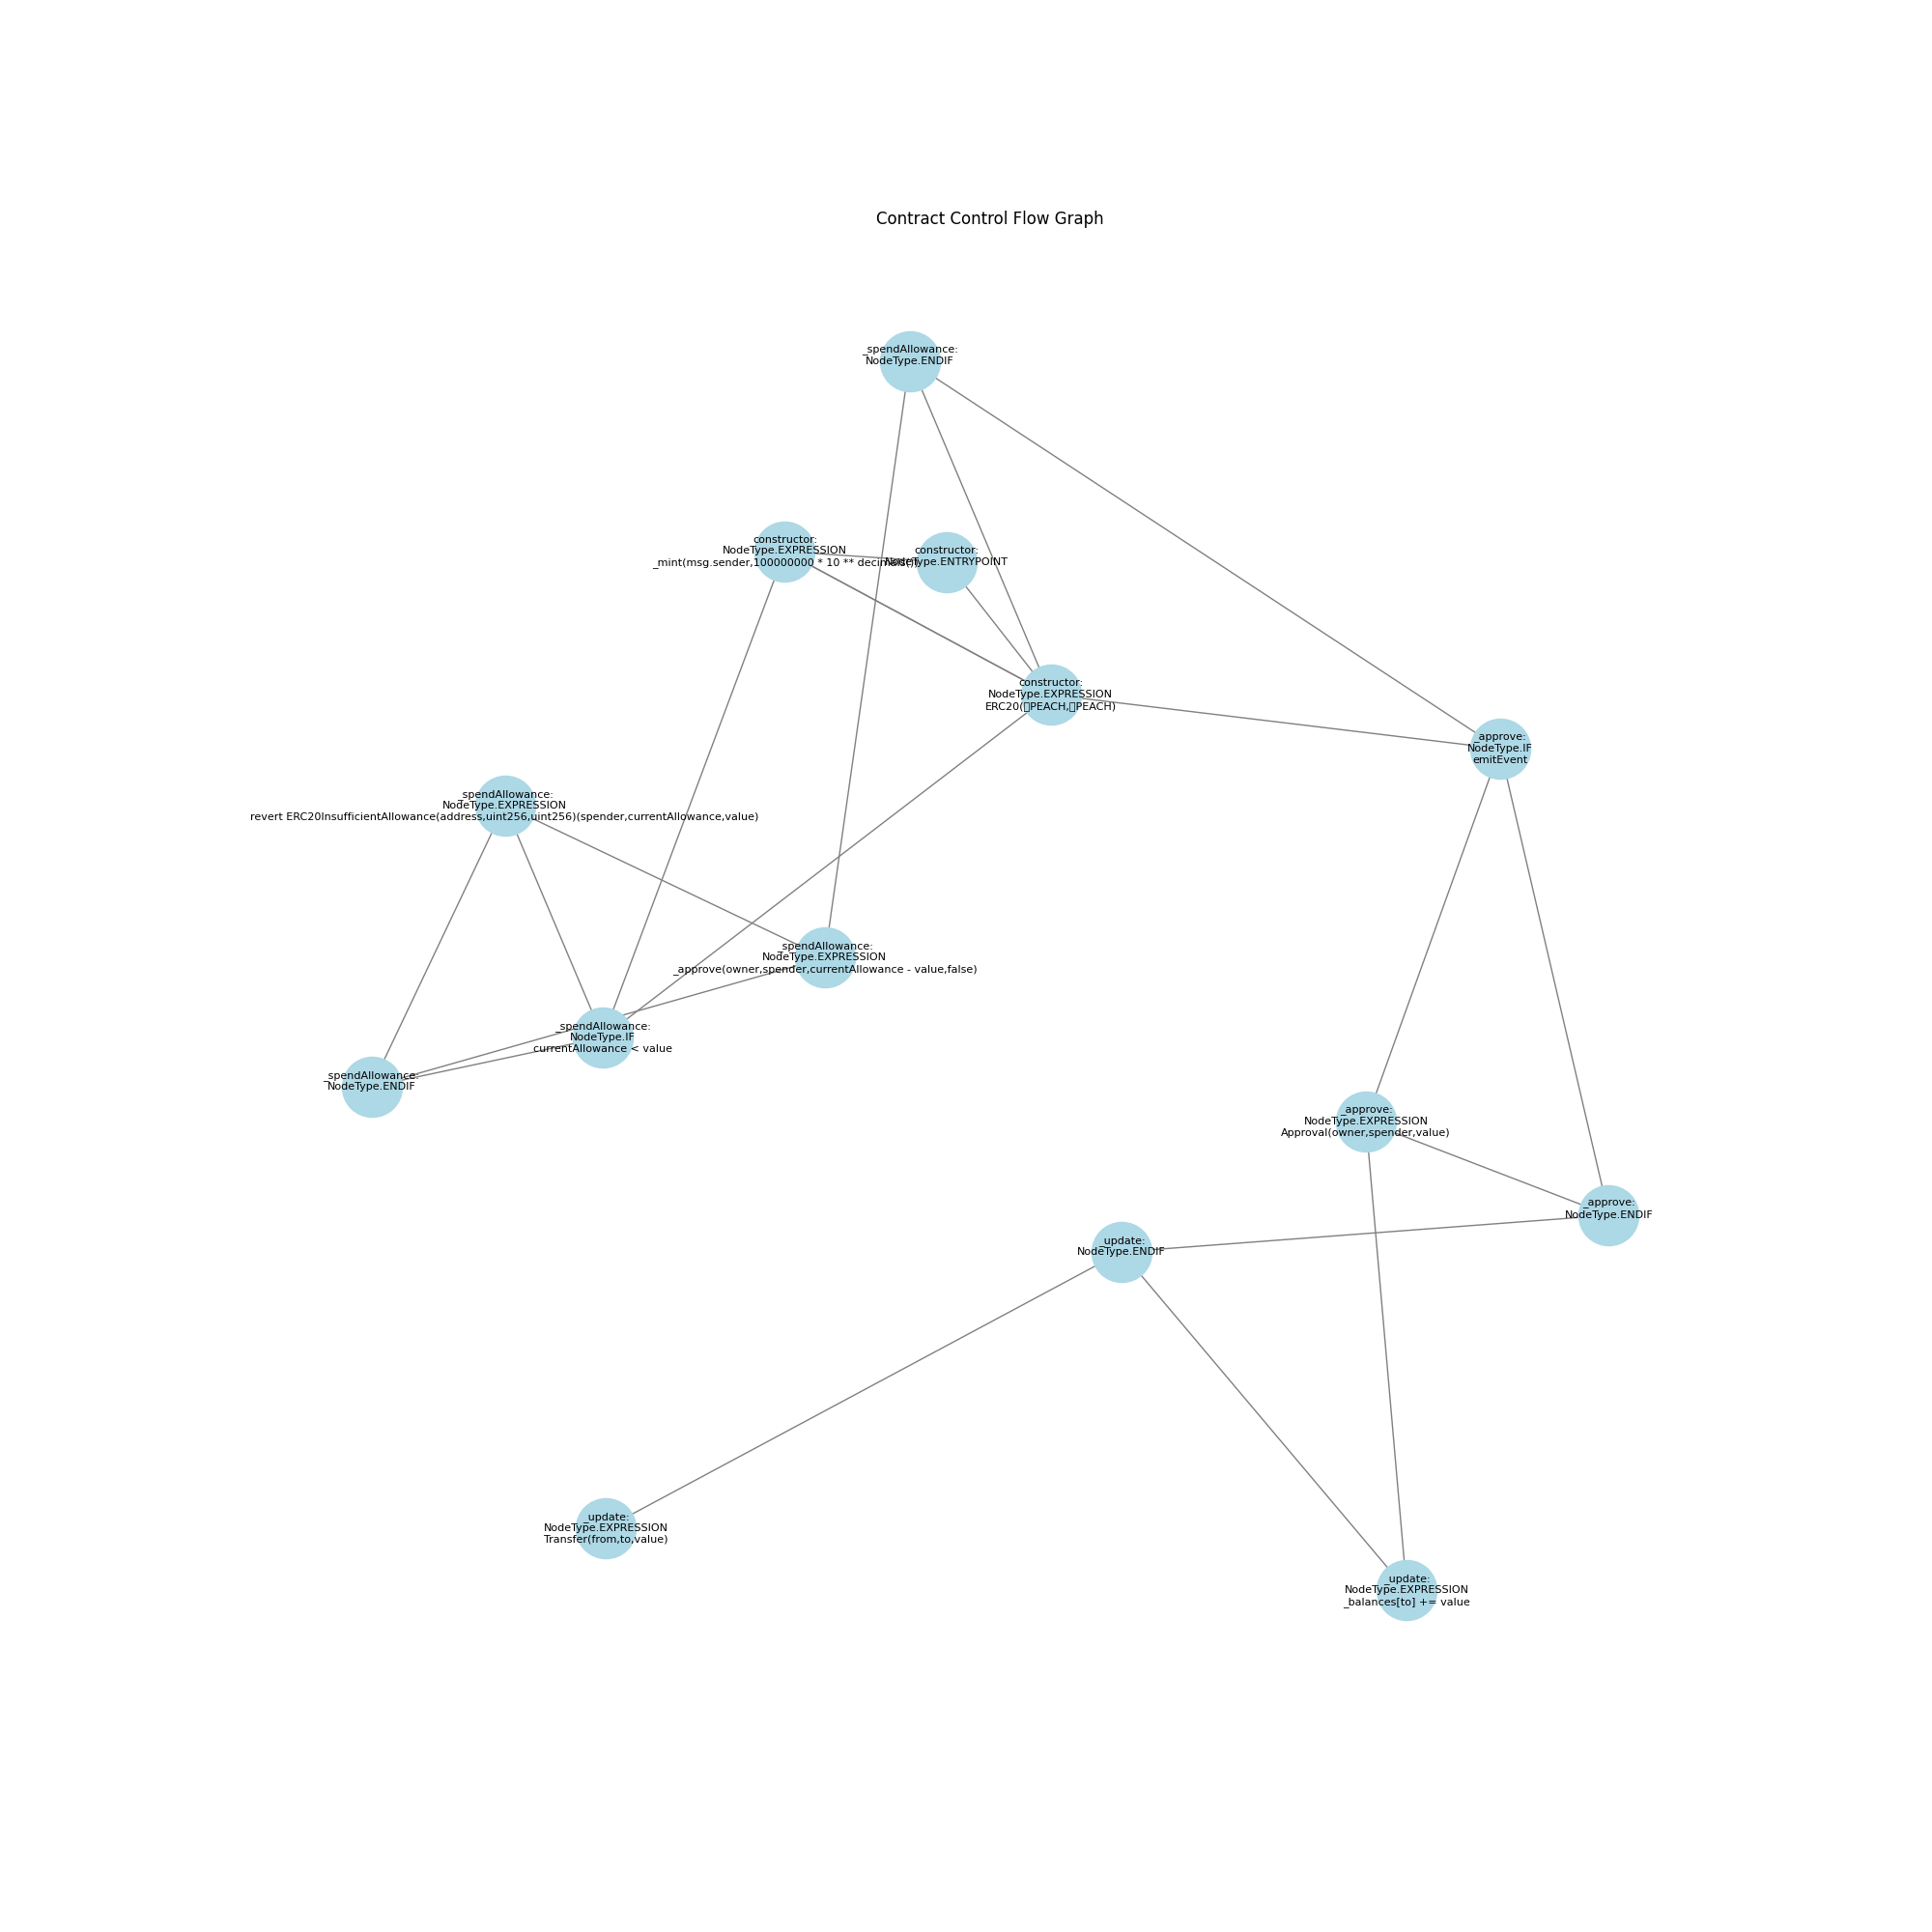 Contract Control Flow Graph
_spendAllowance:
NodeType.ENDIF
constructor:
NodeType.EXPRESSION
_mint(msg.sender,100000000 * 10 ** decimals())
constructor:
NodeType.ENTRYPOINT
constructor:
NodeType.EXPRESSION
ERC20(▯PEACH,▯PEACH)
_approve:
NodeType.IF
emitEvent
_spendAllowance:
NodeType.EXPRESSION
revert ERC20InsufficientAllowance(address,uint256,uint256)(spender,currentAllowance,value)
_spendAllowance:
NodeType.EXPRESSION
_approve(owner,spender,currentAllowance - value,false)
_spendAllowance:
NodeType.IF
currentAllowance < value
_spendAllowance:
NodeType.ENDIF
_approve:
NodeType.EXPRESSION
Approval(owner,spender,value)
_approve:
NodeType.ENDIF
_update:
NodeType.ENDIF
_update:
NodeType.EXPRESSION
Transfer(from,to,value)
_update:
NodeType.EXPRESSION
_balances[to] += value